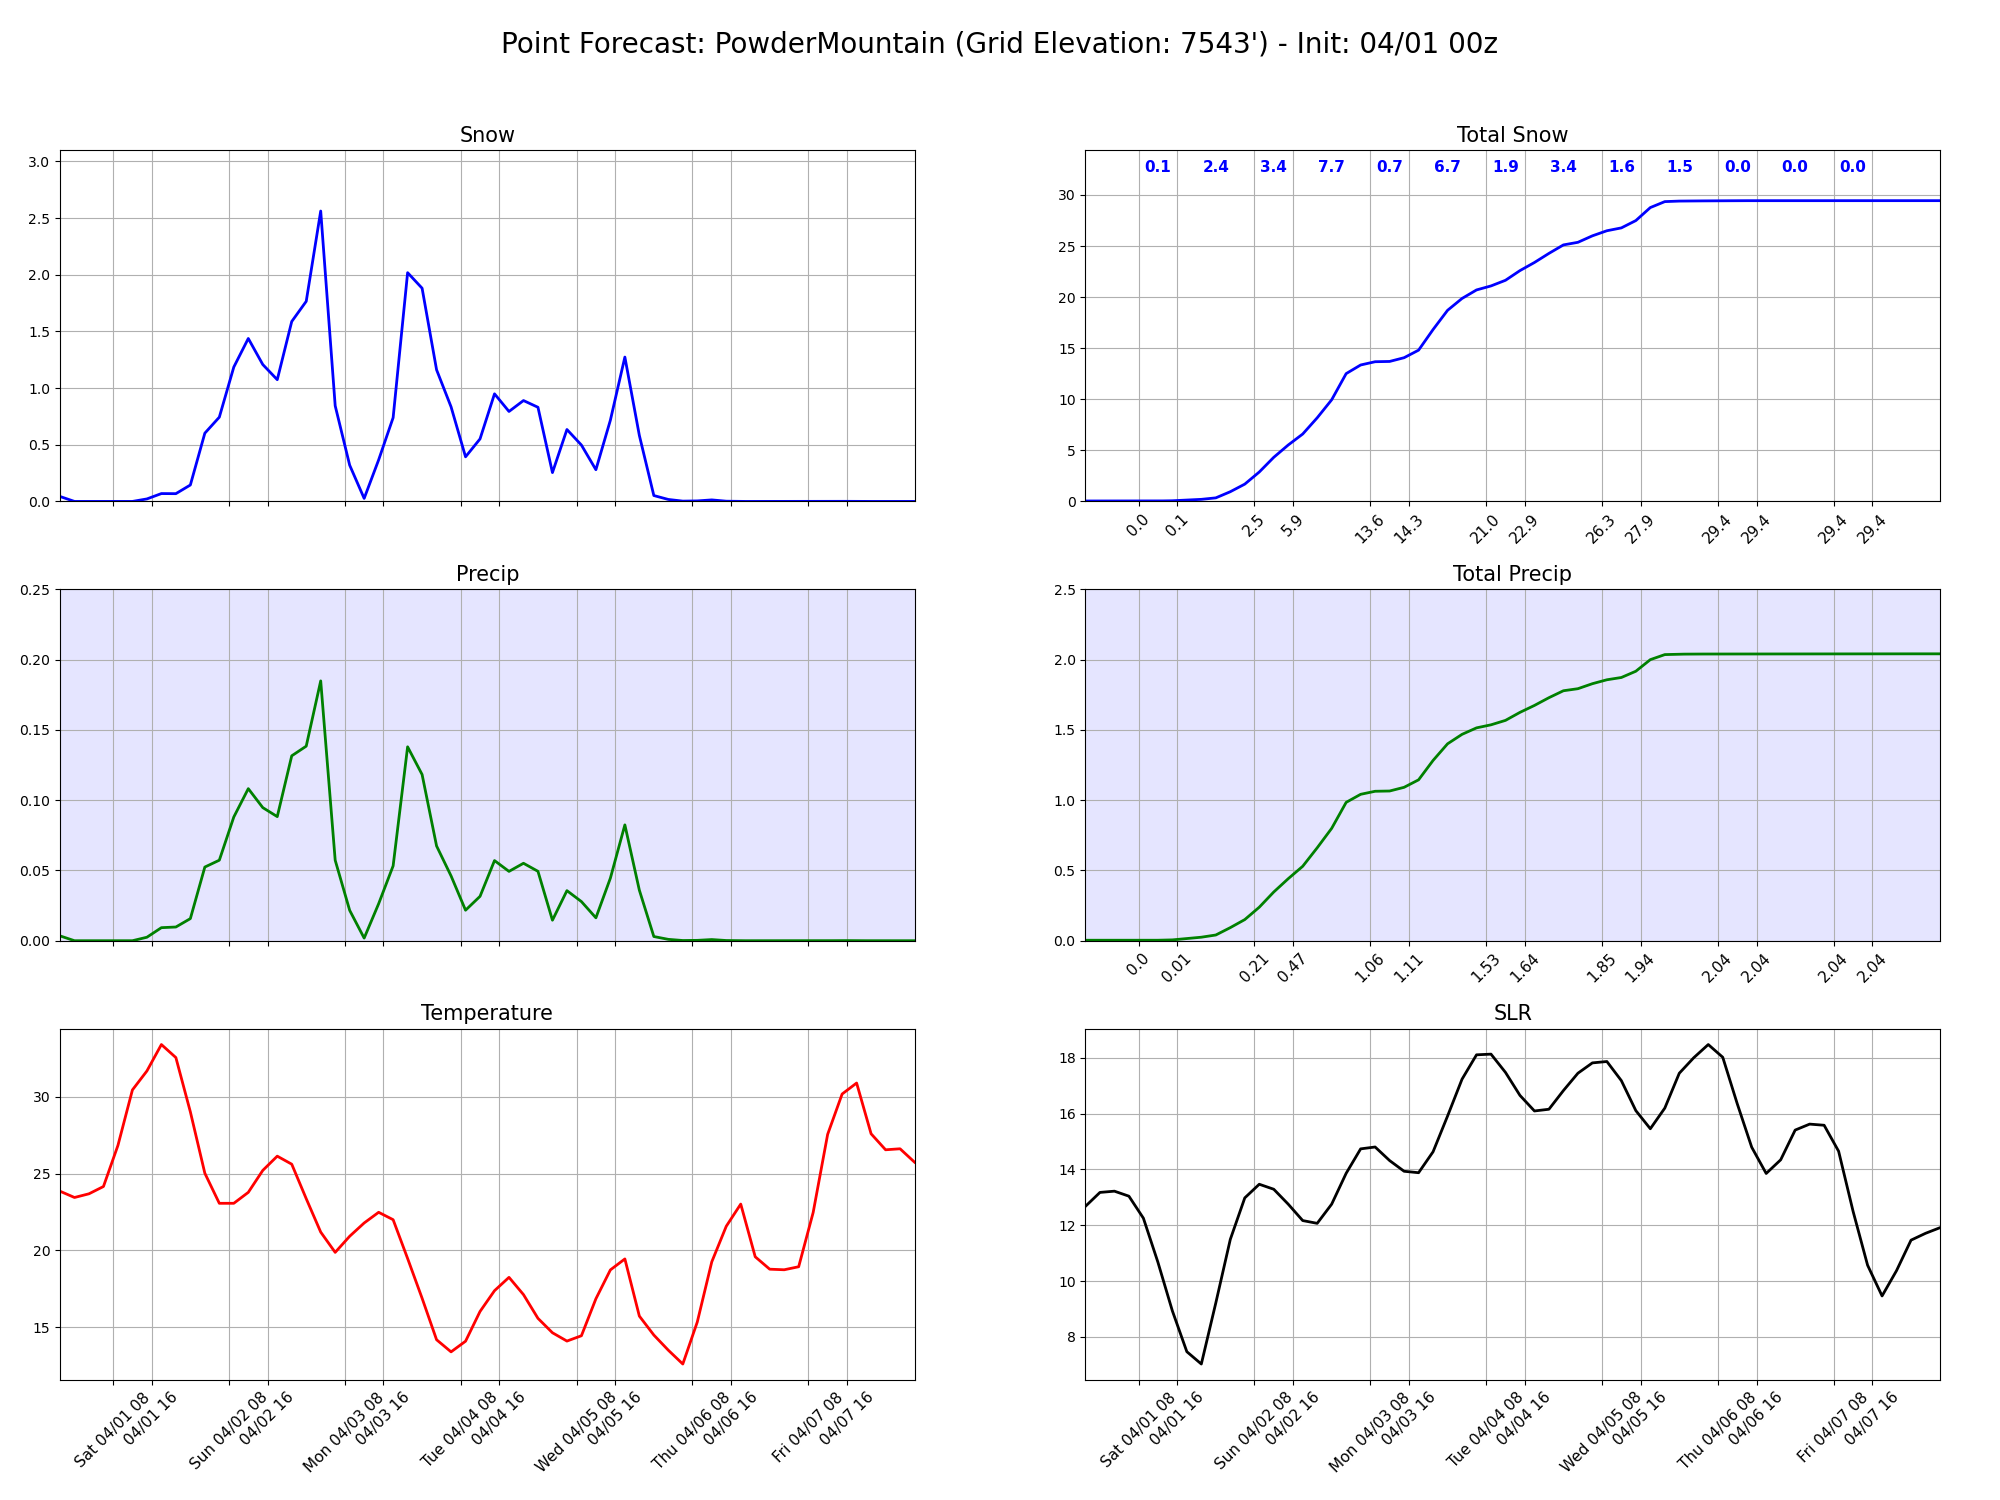 Point Forecast: PowderMountain (Grid Elevation: 7543') - Init: 04/01 00z
Snow
3.0
2.5
2.0
1.5
1.0
0.5
0.0
Total Snow
0.1 2.4 3.4 7.7 0.7 6.7 1.9 3.4 1.6 1.5 0.0 0.0 0.0
30
25
20
15
10
5
0
0.0 0.1 2.5 5.9 13.6 14.3 21.0 22.9 26.3 27.9 29.4 29.4 29.4 29.4
Precip
0.25
0.20
0.15
0.10
0.05
0.00
Total Precip
2.5
2.0
1.5
1.0
0.5
0.0
0.0 0.01 0.21 0.47 1.06 1.11 1.53 1.64 1.85 1.94 2.04 2.04 2.04 2.04
Temperature
30
25
20
15
Sat 04/01 08
04/01 16
Sun 04/02 08
04/02 16
Mon 04/03 08
04/03 16
Tue 04/04 08
04/04 16
Wed 04/05 08
04/05 16
Thu 04/06 08
04/06 16
Fri 04/07 08
04/07 16
SLR
18
16
14
12
10
8
Sat 04/01 08
04/01 16
Sun 04/02 08
04/02 16
Mon 04/03 08
04/03 16
Tue 04/04 08
04/04 16
Wed 04/05 08
04/05 16
Thu 04/06 08
04/06 16
Fri 04/07 08
04/07 16